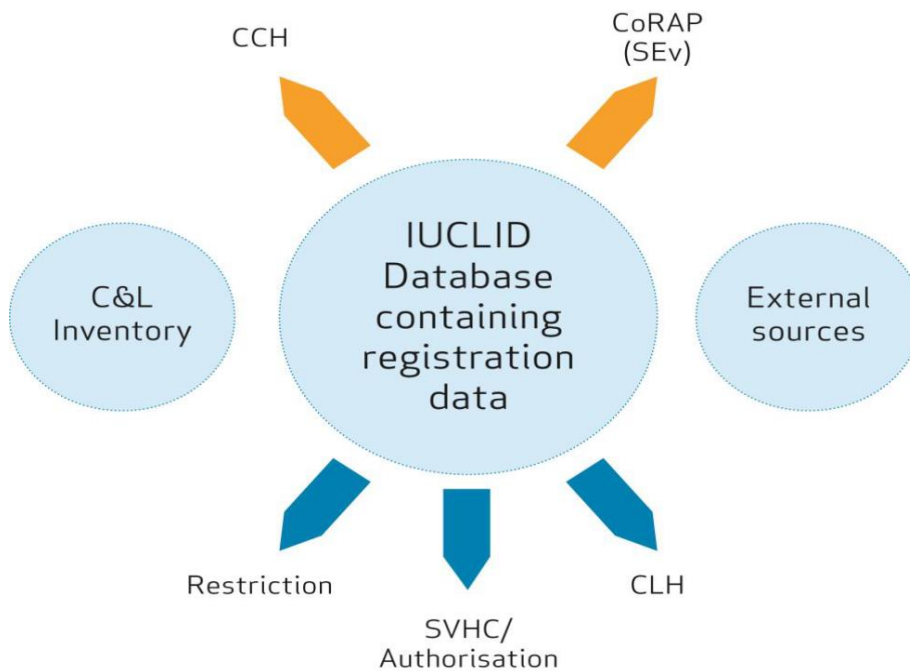 CCH
CoRAP
(SEv)
C&L
Inventory
IUCLID
Database
containing
registration
data
External
sources
Restriction
SVHC/
Authorisation
CLH